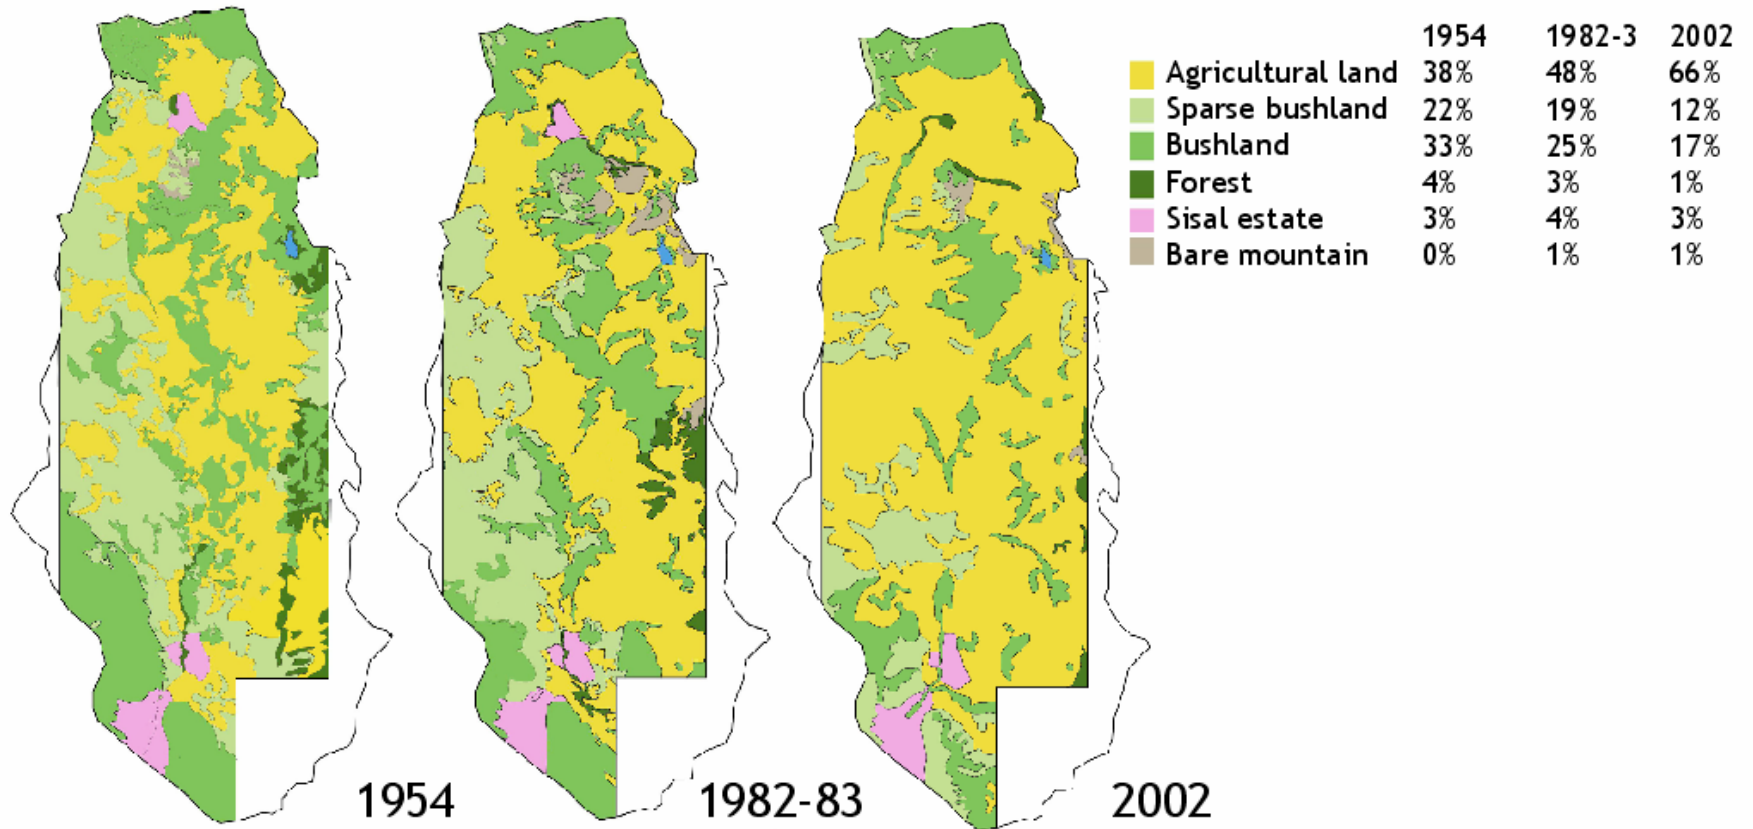 1954 1982-3 2002
Agricultural land 38% 48% 66%
Sparse bushland 22% 19% 12%
Bushland 33% 25% 17%
Forest 4% 3% 1%
Sisal estate 3% 4% 3%
Bare mountain 0% 1% 1%
1954 1982-83 2002